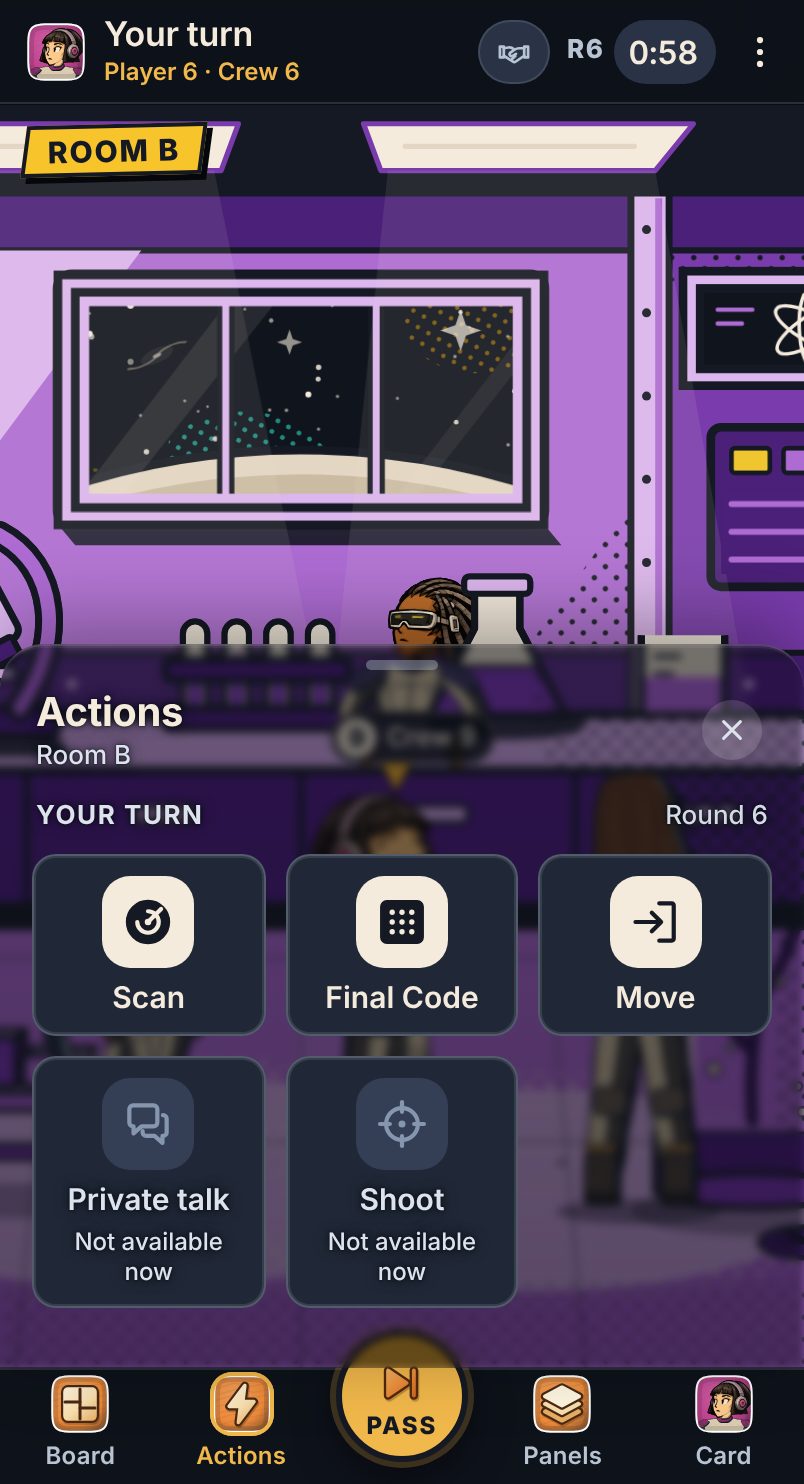 Your turn
Player 6 · Crew 6
R6
0:58
ROOM B
Actions
Room B
YOUR TURN
Round 6
Scan
Final Code
Move
Private talk
Not available
now
Shoot
Not available
now
PASS
Board
Actions
Panels
Card